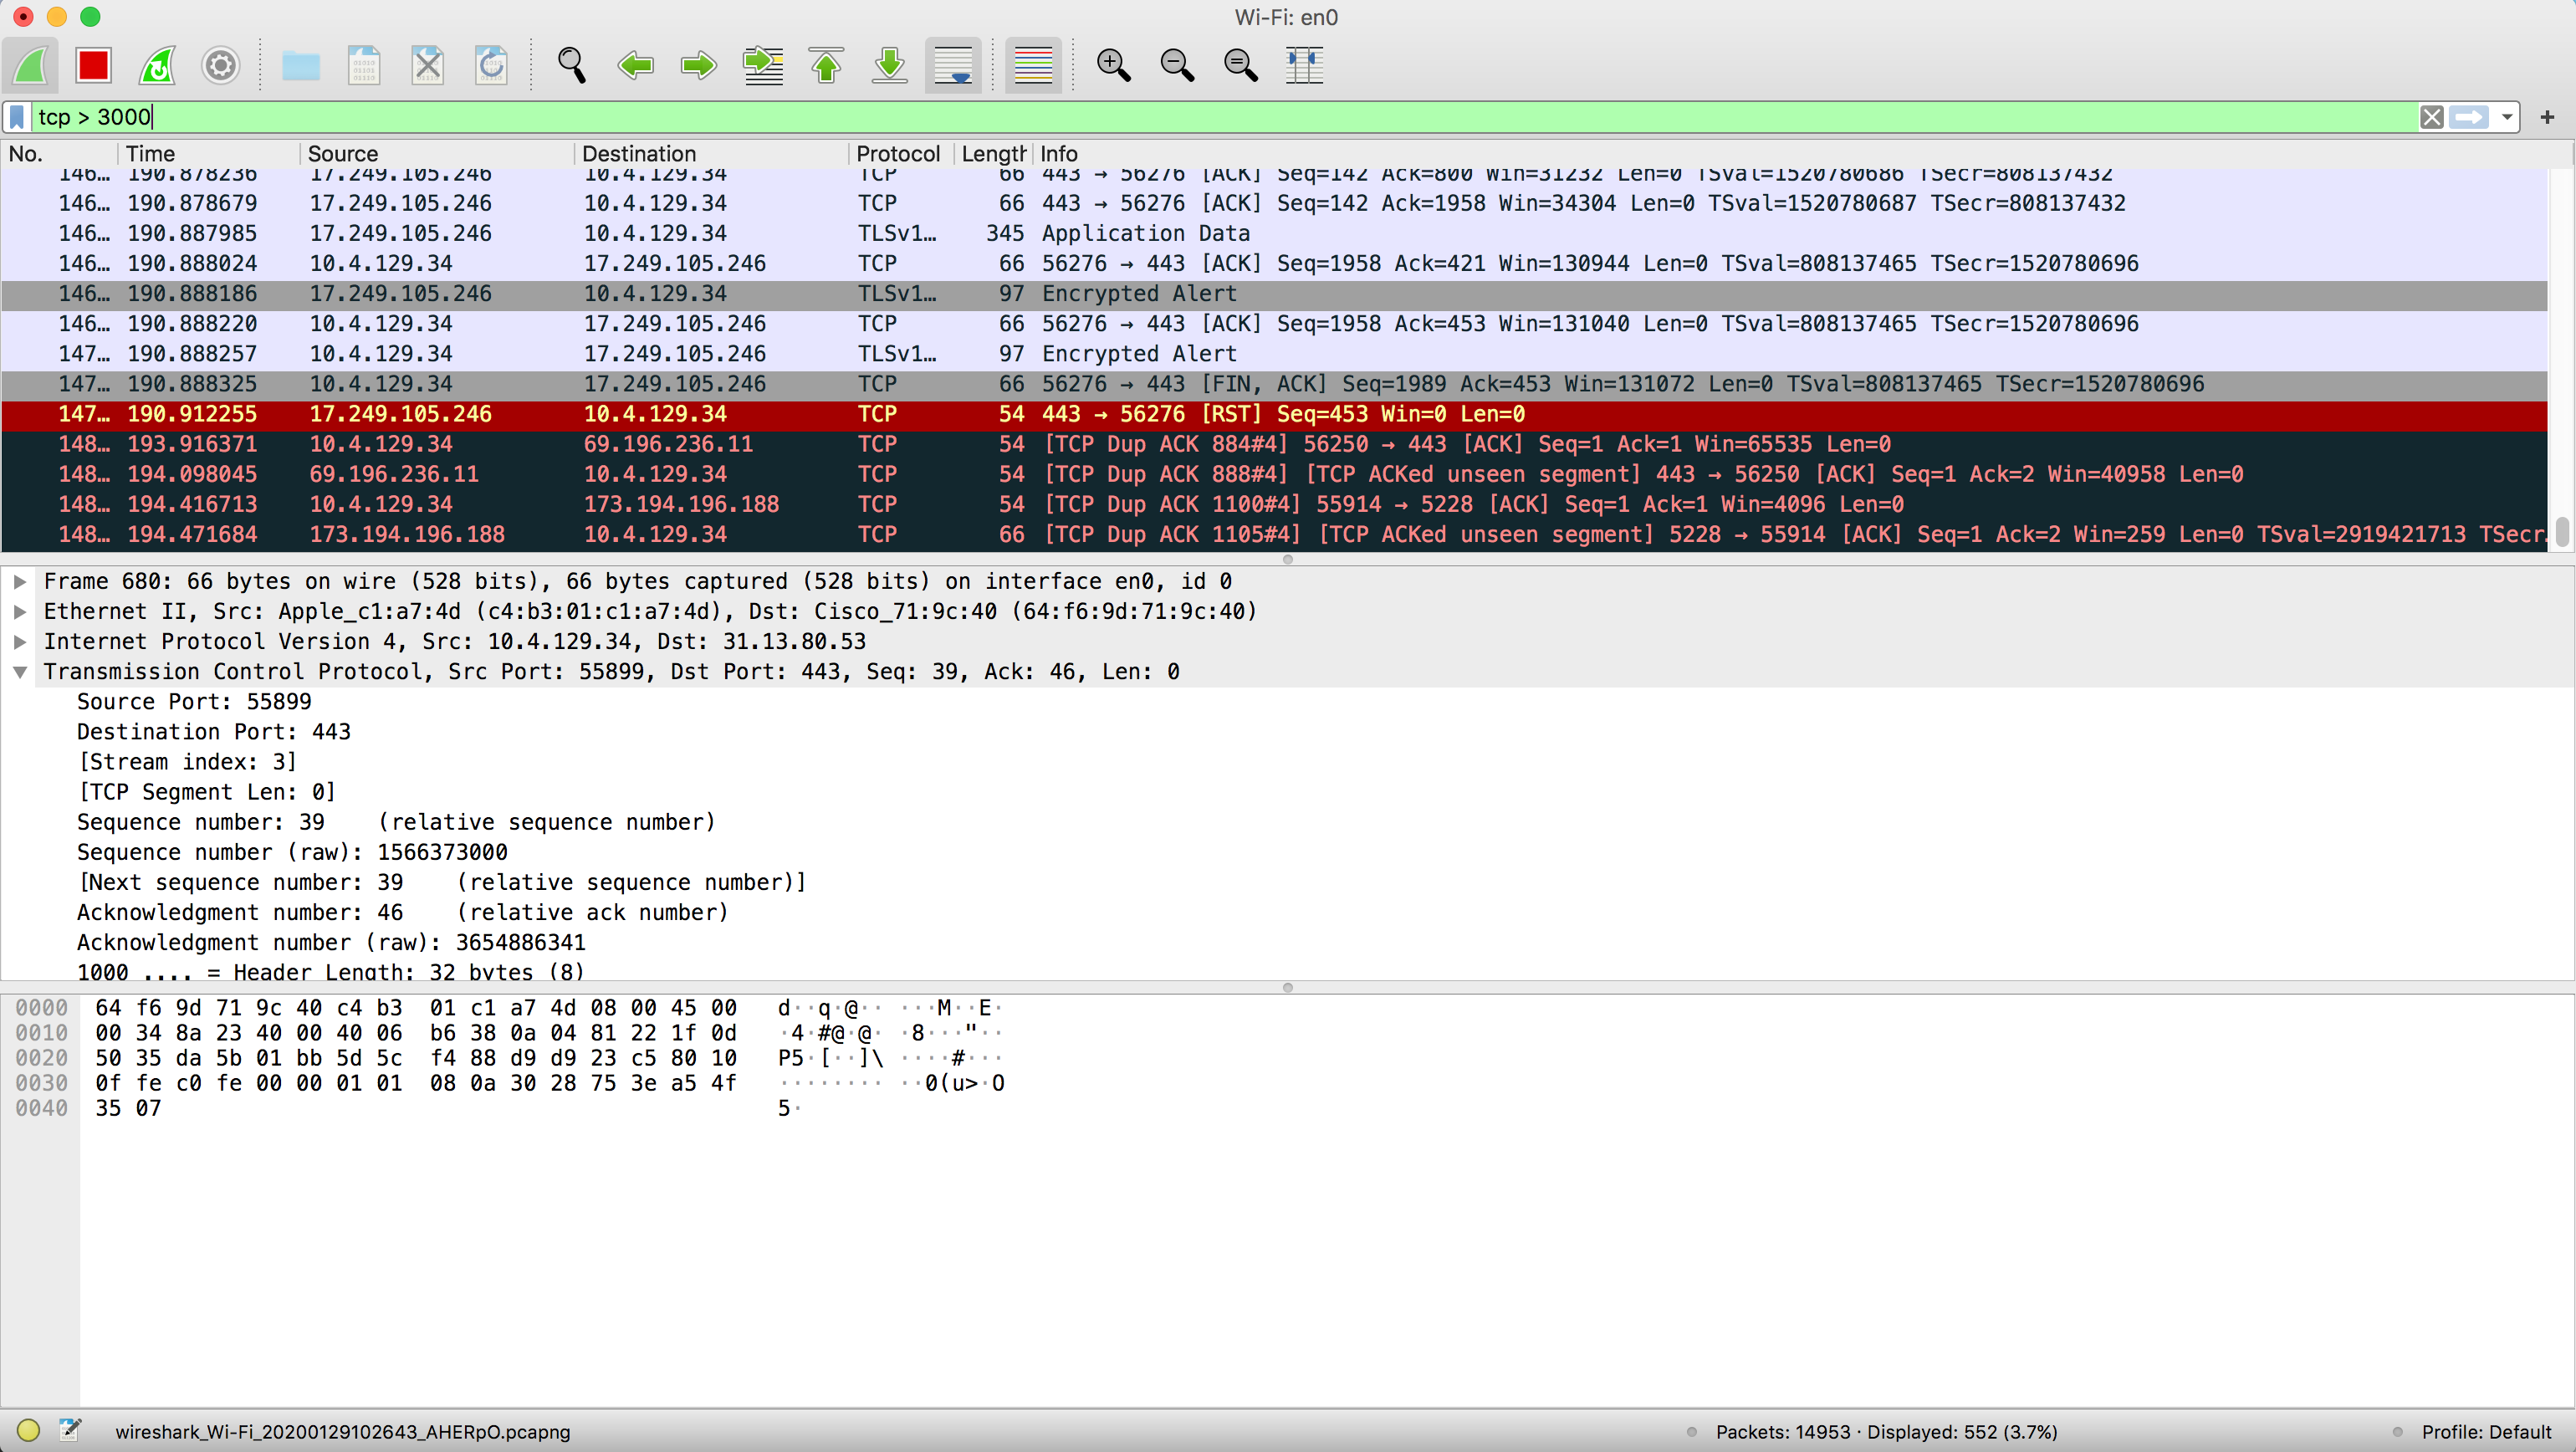 Wi-Fi: en0
tcp > 3000
No. Time Source Destination Protocol Length Info
146… 190.878236 17.249.105.246 10.4.129.34 TCP 66 443 → 56276 [ACK] Seq=142 Ack=800 Win=31232 Len=0 TSval=1520780686 TSecr=808137432
146… 190.878679 17.249.105.246 10.4.129.34 TCP 66 443 → 56276 [ACK] Seq=142 Ack=1958 Win=34304 Len=0 TSval=1520780687 TSecr=808137432
146… 190.887985 17.249.105.246 10.4.129.34 TLSv1… 345 Application Data
146… 190.888024 10.4.129.34 17.249.105.246 TCP 66 56276 → 443 [ACK] Seq=1958 Ack=421 Win=130944 Len=0 TSval=808137465 TSecr=1520780696
146… 190.888186 17.249.105.246 10.4.129.34 TLSv1… 97 Encrypted Alert
146… 190.888220 10.4.129.34 17.249.105.246 TCP 66 56276 → 443 [ACK] Seq=1958 Ack=453 Win=131040 Len=0 TSval=808137465 TSecr=1520780696
147… 190.888257 10.4.129.34 17.249.105.246 TLSv1… 97 Encrypted Alert
147… 190.888325 10.4.129.34 17.249.105.246 TCP 66 56276 → 443 [FIN, ACK] Seq=1989 Ack=453 Win=131072 Len=0 TSval=808137465 TSecr=1520780696
147… 190.912255 17.249.105.246 10.4.129.34 TCP 54 443 → 56276 [RST] Seq=453 Win=0 Len=0
148… 193.916371 10.4.129.34 69.196.236.11 TCP 54 [TCP Dup ACK 884#4] 56250 → 443 [ACK] Seq=1 Ack=1 Win=65535 Len=0
148… 194.098045 69.196.236.11 10.4.129.34 TCP 54 [TCP Dup ACK 888#4] [TCP ACKed unseen segment] 443 → 56250 [ACK] Seq=1 Ack=2 Win=40958 Len=0
148… 194.416713 10.4.129.34 173.194.196.188 TCP 54 [TCP Dup ACK 1100#4] 55914 → 5228 [ACK] Seq=1 Ack=1 Win=4096 Len=0
148… 194.471684 173.194.196.188 10.4.129.34 TCP 66 [TCP Dup ACK 1105#4] [TCP ACKed unseen segment] 5228 → 55914 [ACK] Seq=1 Ack=2 Win=259 Len=0 TSval=2919421713 TSecr…
Frame 680: 66 bytes on wire (528 bits), 66 bytes captured (528 bits) on interface en0, id 0
Ethernet II, Src: Apple_c1:a7:4d (c4:b3:01:c1:a7:4d), Dst: Cisco_71:9c:40 (64:f6:9d:71:9c:40)
Internet Protocol Version 4, Src: 10.4.129.34, Dst: 31.13.80.53
Transmission Control Protocol, Src Port: 55899, Dst Port: 443, Seq: 39, Ack: 46, Len: 0
Source Port: 55899
Destination Port: 443
[Stream index: 3]
[TCP Segment Len: 0]
Sequence number: 39 (relative sequence number)
Sequence number (raw): 1566373000
[Next sequence number: 39 (relative sequence number)]
Acknowledgment number: 46 (relative ack number)
Acknowledgment number (raw): 3654886341
1000 .... = Header Length: 32 bytes (8)
0000 64 f6 9d 71 9c 40 c4 b3 01 c1 a7 4d 08 00 45 00 d··q·@·· ···M··E·
0010 00 34 8a 23 40 00 40 06 b6 38 0a 04 81 22 1f 0d ·4·#@·@· ·8···"··
0020 50 35 da 5b 01 bb 5d 5c f4 88 d9 d9 23 c5 80 10 P5·[··]\ ····#···
0030 0f fe c0 fe 00 00 01 01 08 0a 30 28 75 3e a5 4f ········ ··0(u>·O
0040 35 07 5·
wireshark_Wi-Fi_20200129102643_AHERpO.pcapng
Packets: 14953 · Displayed: 552 (3.7%)
Profile: Default